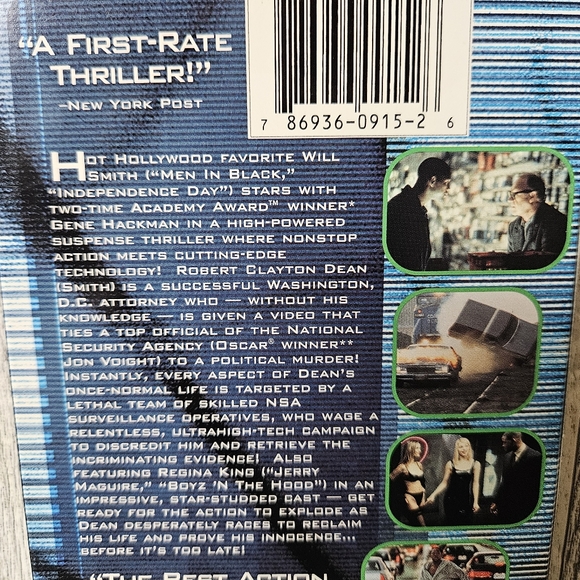 “A First-Rate
Thriller!”
–New York Post
7 86936-0915-2 6
Hot Hollywood favorite Will
Smith (“Men In Black,”
“Independence Day”) stars with
two-time Academy Award™ winner*
Gene Hackman in a high-powered
suspense thriller where nonstop
action meets cutting-edge
technology! Robert Clayton Dean
(Smith) is a successful Washington,
D.C. attorney who — without his
knowledge — is given a video that
ties a top official of the National
Security Agency (Oscar® winner**
Jon Voight) to a political murder!
Instantly, every aspect of Dean's
once-normal life is targeted by a
lethal team of skilled NSA
surveillance operatives, who wage a
relentless, ultrahigh-tech campaign
to discredit him and retrieve the
incriminating evidence! Also
featuring Regina King (“Jerry
Maguire,” “Boyz 'N The Hood”) in an
impressive, star-studded cast — get
ready for the action to explode as
Dean desperately races to reclaim
his life and prove his innocence...
before it's too late!
“The Best Action